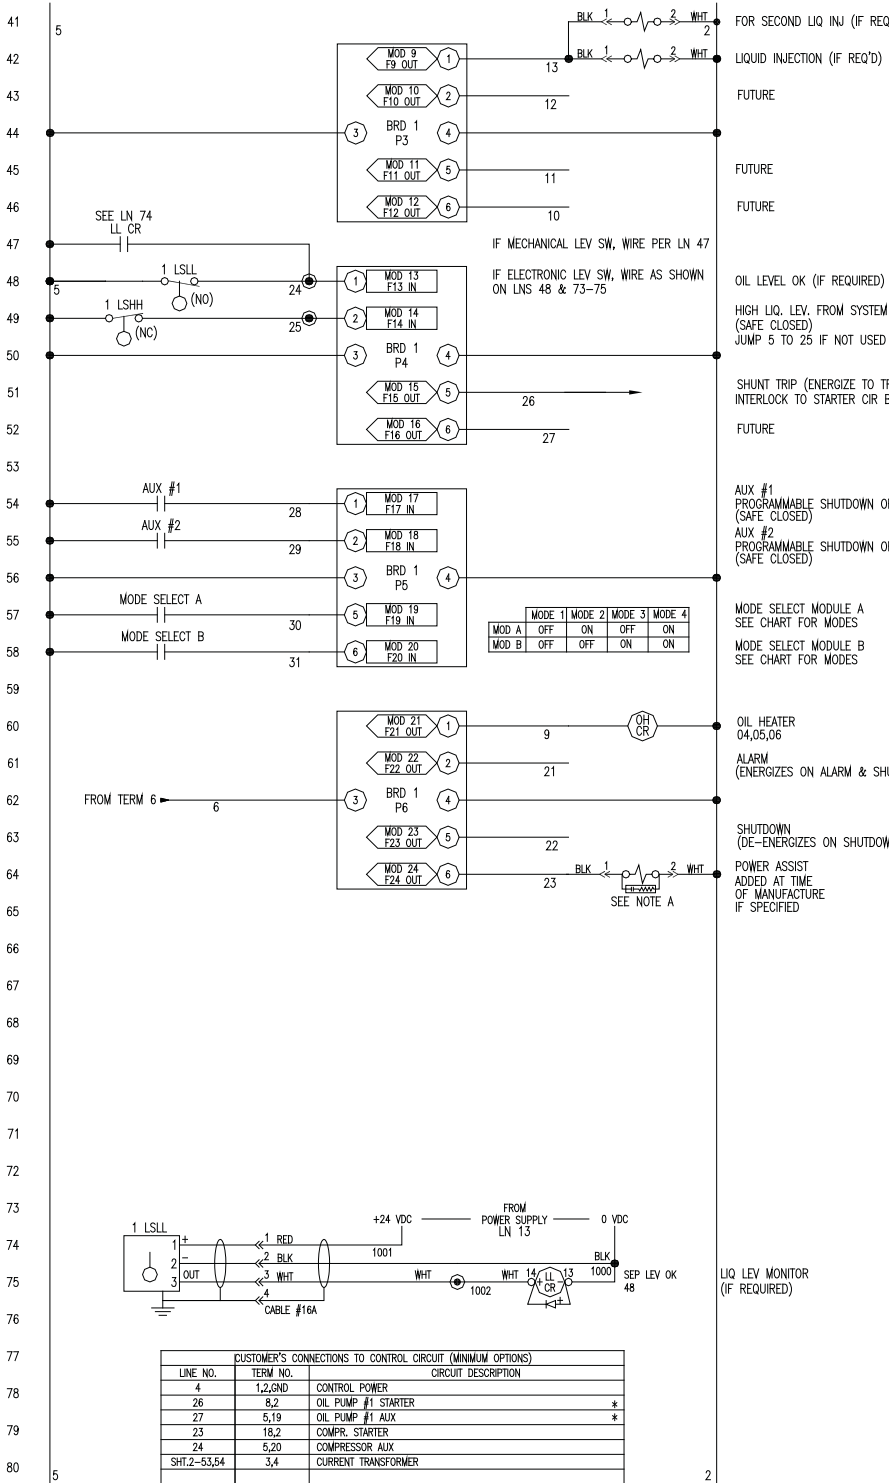 41 5 BLK 1 2 WHT 2 FOR SECOND LIQ INJ (IF REQ
42 MOD 9 F9 OUT 1 13 BLK 1 2 WHT LIQUID INJECTION (IF REQ'D)
43 MOD 10 F10 OUT 2 12 FUTURE
44 3 BRD 1 P3 4
45 MOD 11 F11 OUT 5 11 FUTURE
46 MOD 12 F12 OUT 6 10 FUTURE
SEE LN 74
LL CR
47 IF MECHANICAL LEV SW, WIRE PER LN 47
48 5 1 LSLL (NO) 24 1 MOD 13 F13 IN
IF ELECTRONIC LEV SW, WIRE AS SHOWN
ON LNS 48 & 73-75
OIL LEVEL OK (IF REQUIRED)
49 1 LSHH (NC) 25 2 MOD 14 F14 IN
HIGH LIQ. LEV. FROM SYSTEM
(SAFE CLOSED)
JUMP 5 TO 25 IF NOT USED
50 3 BRD 1 P4 4
51 MOD 15 F15 OUT 5 26
SHUNT TRIP (ENERGIZE TO TR
INTERLOCK TO STARTER CIR B
52 MOD 16 F16 OUT 6 27 FUTURE
53
54 AUX #1 28 1 MOD 17 F17 IN
AUX #1
PROGRAMMABLE SHUTDOWN OR
(SAFE CLOSED)
55 AUX #2 29 2 MOD 18 F18 IN
AUX #2
PROGRAMMABLE SHUTDOWN OR
(SAFE CLOSED)
56 3 BRD 1 P5 4
57 MODE SELECT A 30 5 MOD 19 F19 IN
MODE SELECT MODULE A
SEE CHART FOR MODES
MODE 1 MODE 2 MODE 3 MODE 4
MOD A OFF ON OFF ON
MOD B OFF OFF ON ON
58 MODE SELECT B 31 6 MOD 20 F20 IN
MODE SELECT MODULE B
SEE CHART FOR MODES
59
60 MOD 21 F21 OUT 1 9 OH CR
OIL HEATER
04,05,06
61 MOD 22 F22 OUT 2 21
ALARM
(ENERGIZES ON ALARM & SHU
62 FROM TERM 6 6 3 BRD 1 P6 4
63 MOD 23 F23 OUT 5 22
SHUTDOWN
(DE-ENERGIZES ON SHUTDOW
64 MOD 24 F24 OUT 6 23 BLK 1 2 WHT
SEE NOTE A
POWER ASSIST
ADDED AT TIME
OF MANUFACTURE
IF SPECIFIED
65
66
67
68
69
70
71
72
73 +24 VDC FROM POWER SUPPLY LN 13 0 VDC
74 1 LSLL 1 + 1 RED 1001
2 - 2 BLK BLK 1000
75 3 OUT 3 WHT WHT 1002 WHT 14 + LL CR - 13 SEP LEV OK 48
LIQ LEV MONITOR
(IF REQUIRED)
4 CABLE #16A
76
77 CUSTOMER'S CONNECTIONS TO CONTROL CIRCUIT (MINIMUM OPTIONS)
LINE NO. TERM NO. CIRCUIT DESCRIPTION
78 4 1,2,GND CONTROL POWER
26 8,2 OIL PUMP #1 STARTER *
27 5,19 OIL PUMP #1 AUX *
79 23 18,2 COMPR. STARTER
24 5,20 COMPRESSOR AUX
80 5 SHT.2-53,54 3,4 CURRENT TRANSFORMER 2